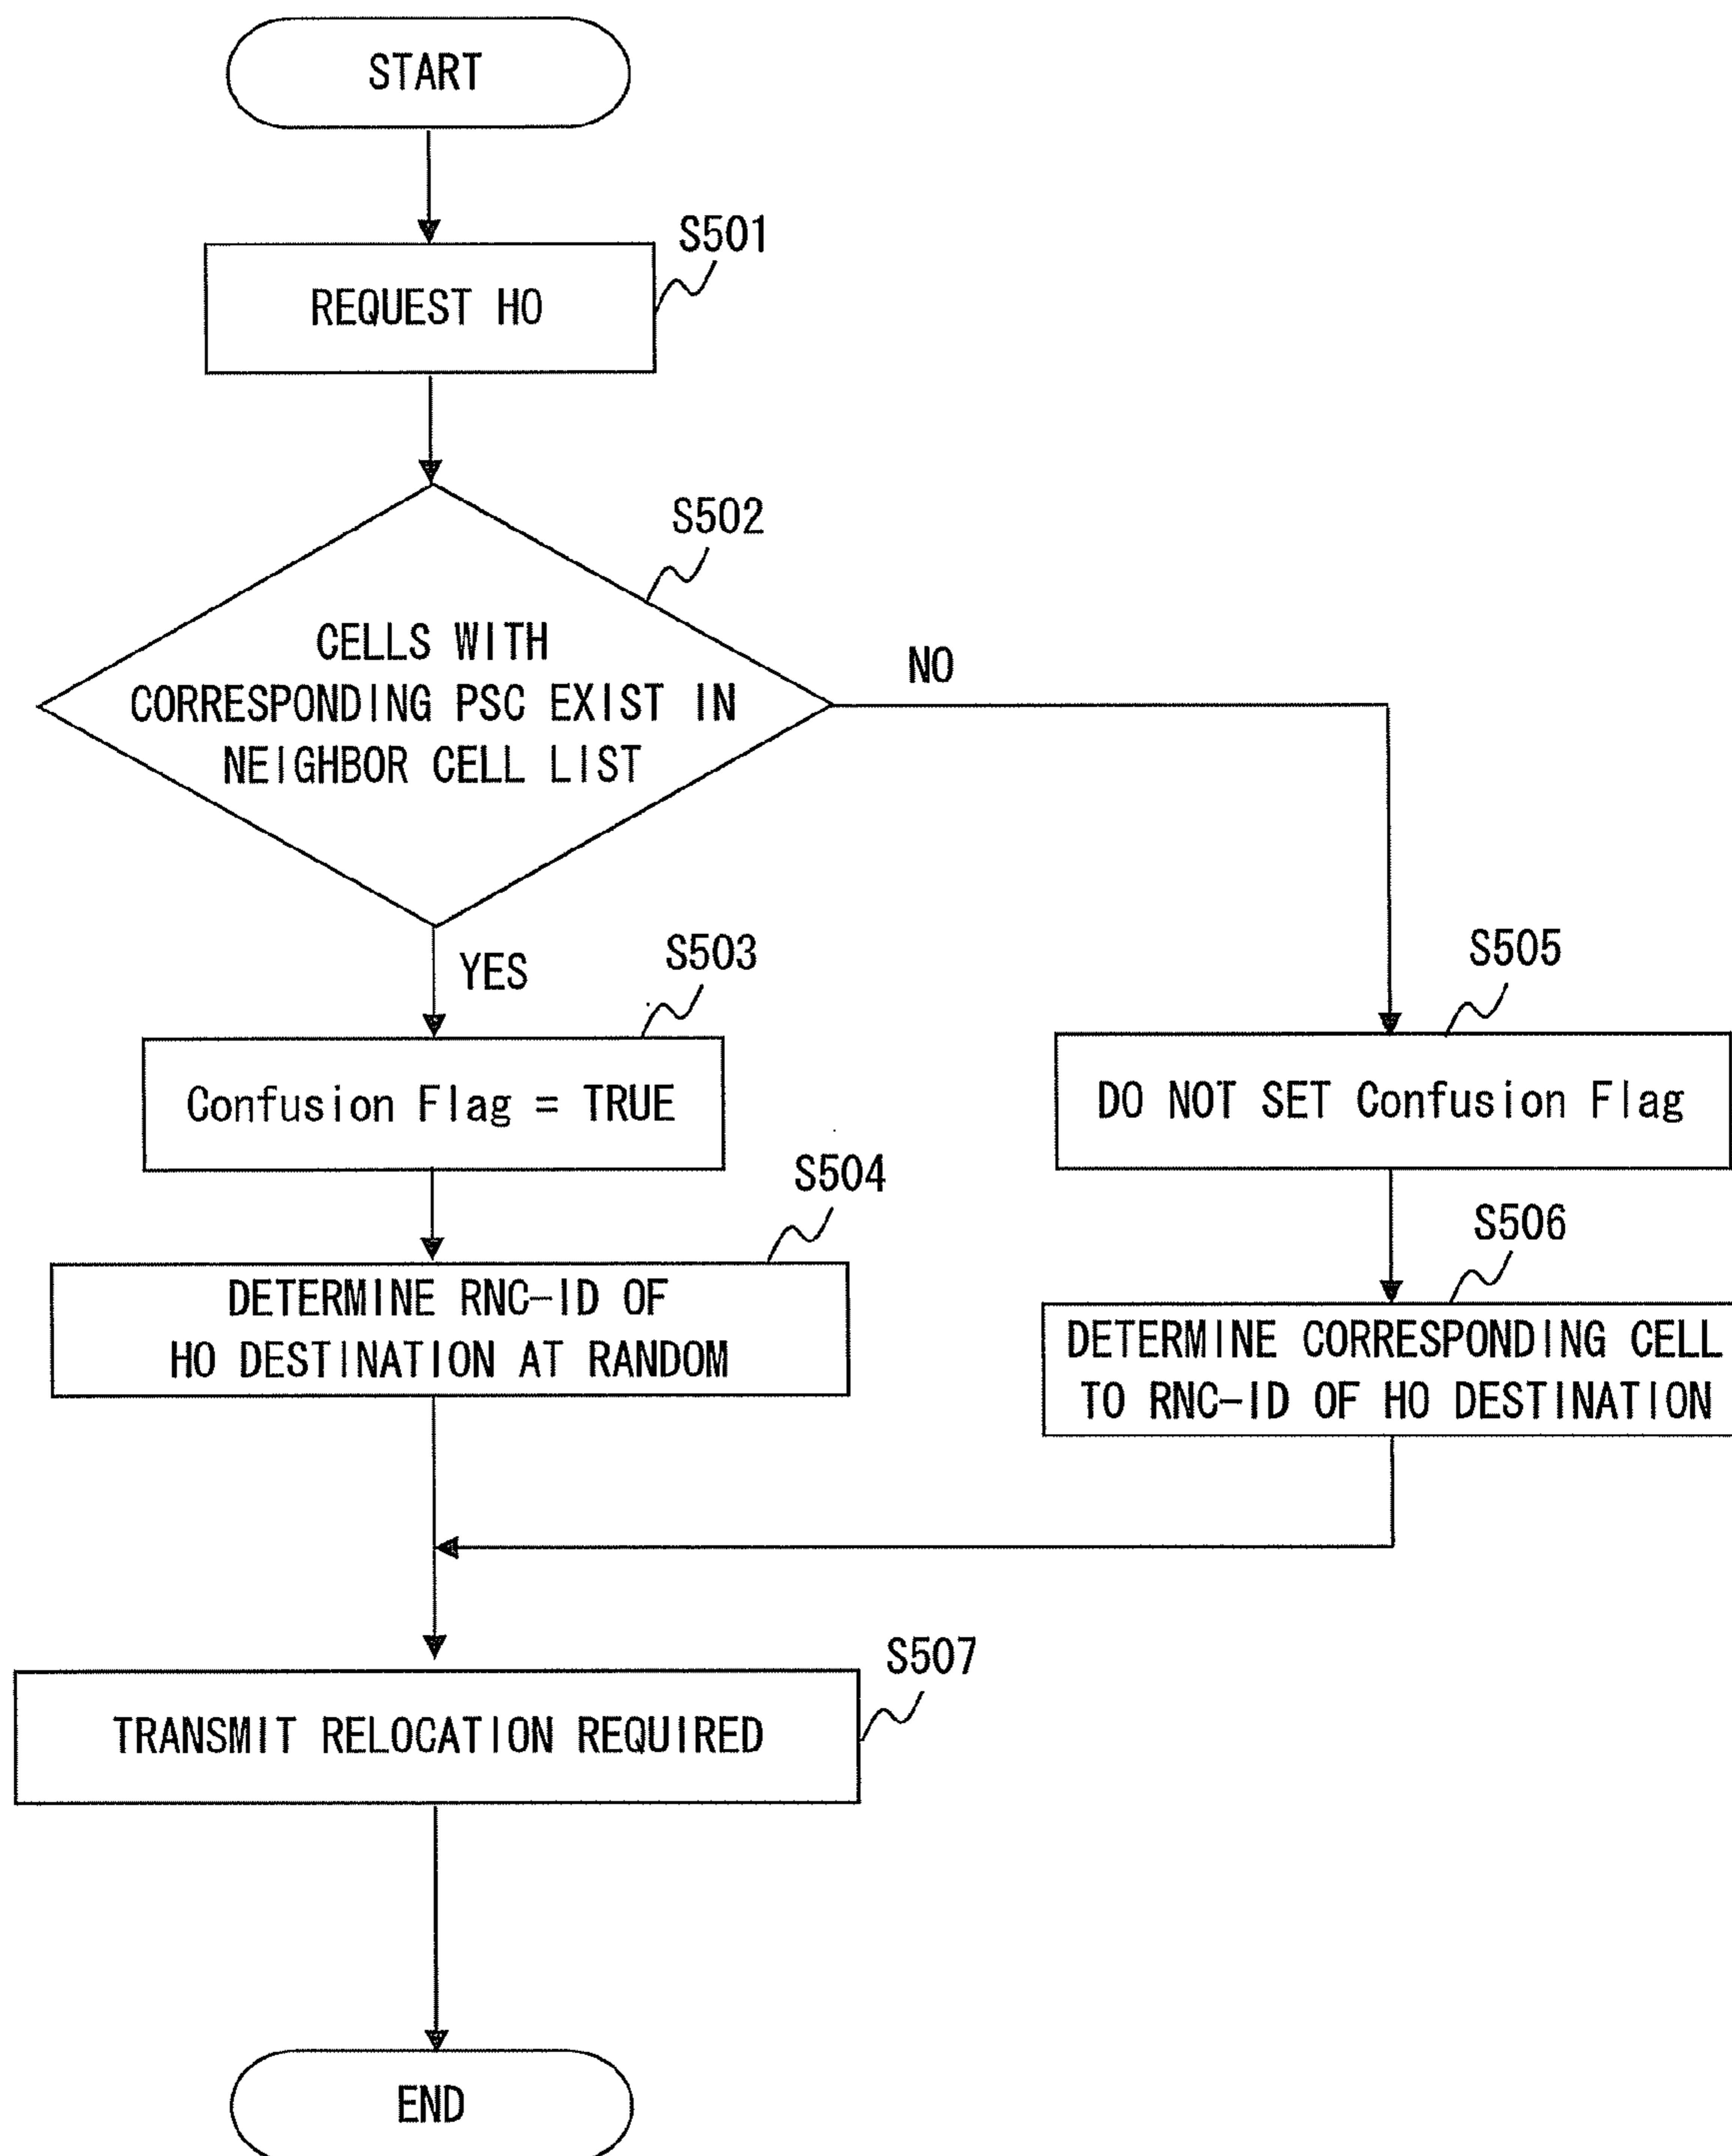 START
S501
REQUEST HO
S502
CELLS WITH
CORRESPONDING PSC EXIST IN
NEIGHBOR CELL LIST
NO
YES
S503
Confusion Flag = TRUE
S504
DETERMINE RNC-ID OF
HO DESTINATION AT RANDOM
S505
DO NOT SET Confusion Flag
S506
DETERMINE CORRESPONDING CELL
TO RNC-ID OF HO DESTINATION
S507
TRANSMIT RELOCATION REQUIRED
END